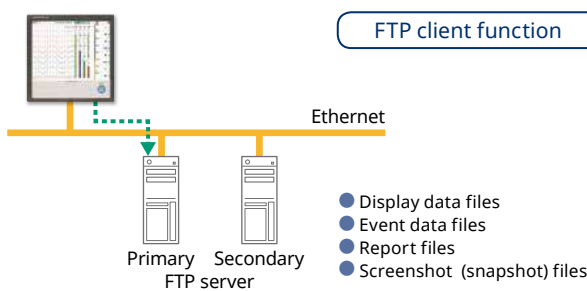 FTP client function
Ethernet
Primary Secondary
FTP server
Display data files
Event data files
Report files
Screenshot (snapshot) files